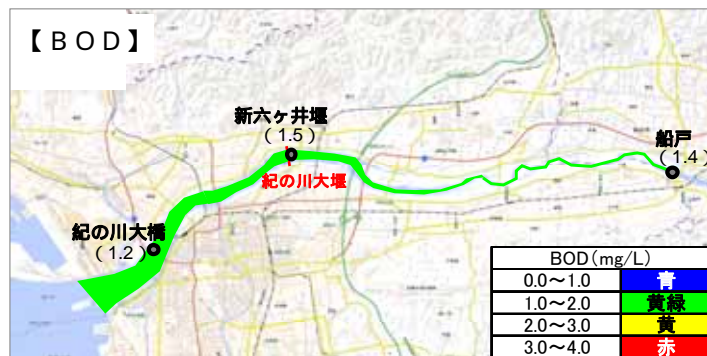 【ＢＯＤ】
新六ヶ井堰
（1.5）
船戸
（1.4）
紀の川大堰
紀の川大橋
（1.2）
BOD(mg/L)
0.0～1.0 青
1.0～2.0 黄緑
2.0～3.0 黄
3.0～4.0 赤